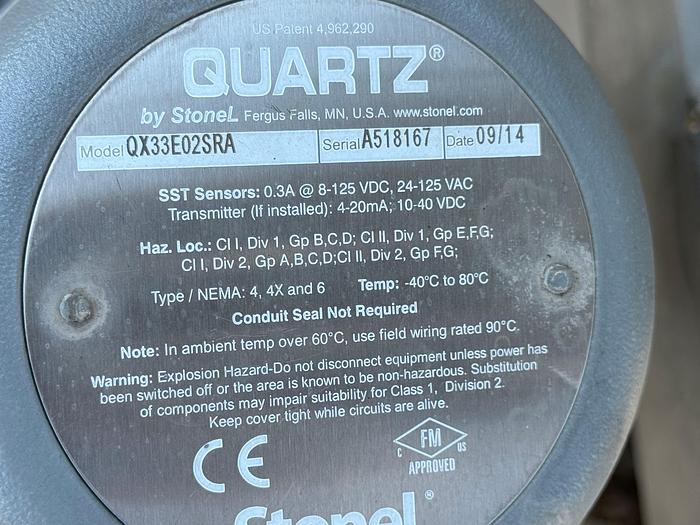 US Patent 4,962,290
QUARTZ®
by StoneL Fergus Falls, MN, U.S.A. www.stonel.com
Model QX33E02SRA Serial A518167 Date 09/14
SST Sensors: 0.3A @ 8-125 VDC, 24-125 VAC
Transmitter (If installed): 4-20mA; 10-40 VDC
Haz. Loc.: Cl I, Div 1, Gp B,C,D; Cl II, Div 1, Gp E,F,G;
Cl I, Div 2, Gp A,B,C,D;Cl II, Div 2, Gp F,G;
Type / NEMA: 4, 4X and 6 Temp: -40°C to 80°C
Conduit Seal Not Required
Note: In ambient temp over 60°C, use field wiring rated 90°C.
Warning: Explosion Hazard-Do not disconnect equipment unless power has
been switched off or the area is known to be non-hazardous. Substitution
of components may impair suitability for Class 1, Division 2.
Keep cover tight while circuits are alive.
CE
C FM US
APPROVED
StoneL®